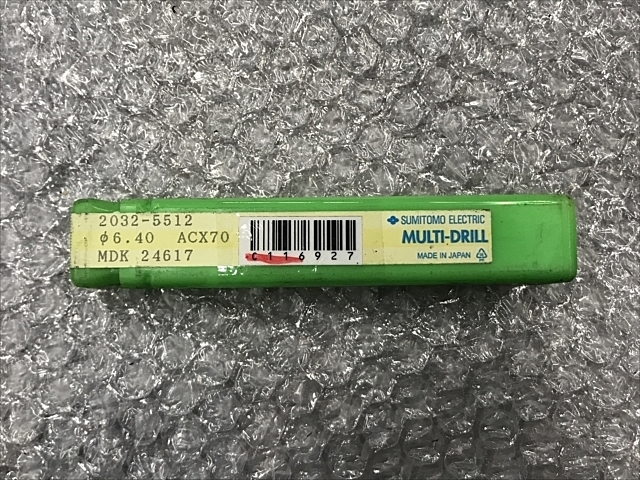 2032-5512
φ6.40 ACX70
MDK 24617
C116927
SUMITOMO ELECTRIC
MULTI-DRILL
MADE IN JAPAN